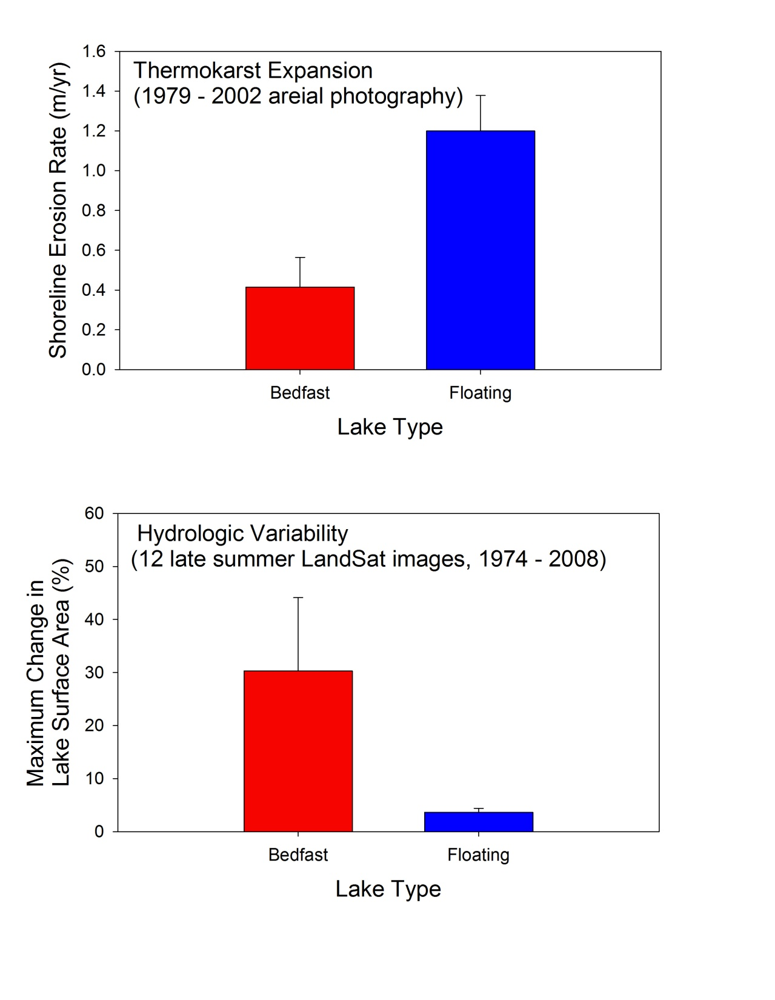 1.6
1.4
1.2
1.0
0.8
0.6
0.4
0.2
0.0
Shoreline Erosion Rate (m/yr)
Thermokarst Expansion
(1979 - 2002 areial photography)
Bedfast
Floating
Lake Type
60
50
40
30
20
10
0
Maximum Change in
Lake Surface Area (%)
Hydrologic Variability
(12 late summer LandSat images, 1974 - 2008)
Bedfast
Floating
Lake Type